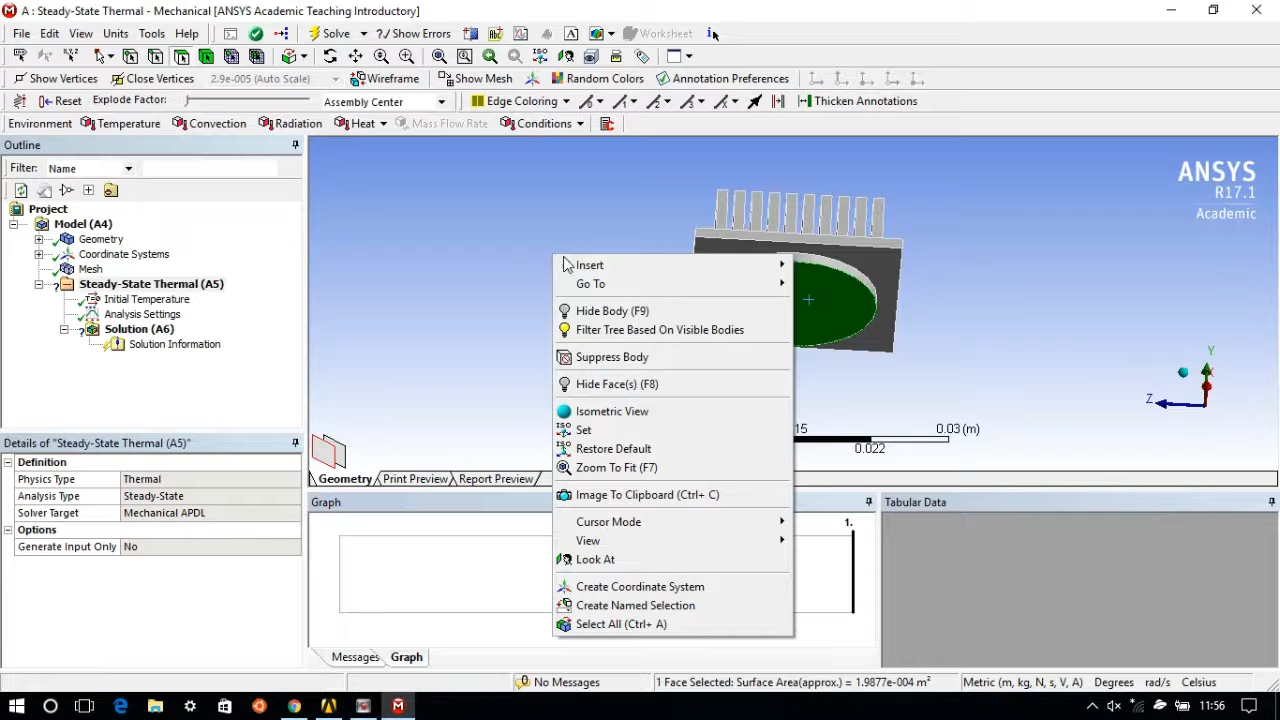 A : Steady-State Thermal - Mechanical [ANSYS Academic Teaching Introductory]
File Edit View Units Tools Help Solve ?/ Show Errors Worksheet
Show Vertices Close Vertices 2.9e-005 (Auto Scale) Wireframe Show Mesh Random Colors Annotation Preferences
Reset Explode Factor: Assembly Center Edge Coloring Thicken Annotations
Environment Temperature Convection Radiation Heat Mass Flow Rate Conditions
Outline
Filter: Name
Project
Model (A4)
Geometry
Coordinate Systems
Mesh
Steady-State Thermal (A5)
Initial Temperature
Analysis Settings
Solution (A6)
Solution Information
Details of "Steady-State Thermal (A5)"
Definition
Physics Type Thermal
Analysis Type Steady-State
Solver Target Mechanical APDL
Options
Generate Input Only No
ANSYS
R17.1
Academic
Insert
Go To
Hide Body (F9)
Filter Tree Based On Visible Bodies
Suppress Body
Hide Face(s) (F8)
Isometric View
ISO Set
ISO Restore Default
Zoom To Fit (F7)
Image To Clipboard (Ctrl+ C)
Cursor Mode
View
Look At
Create Coordinate System
Create Named Selection
Select All (Ctrl+ A)
Y
Z
15 0.03 (m)
0.022
Geometry Print Preview Report Preview
Graph
1.
Tabular Data
Messages Graph
No Messages 1 Face Selected: Surface Area(approx.) = 1.9877e-004 m² Metric (m, kg, N, s, V, A) Degrees rad/s Celsius
11:56